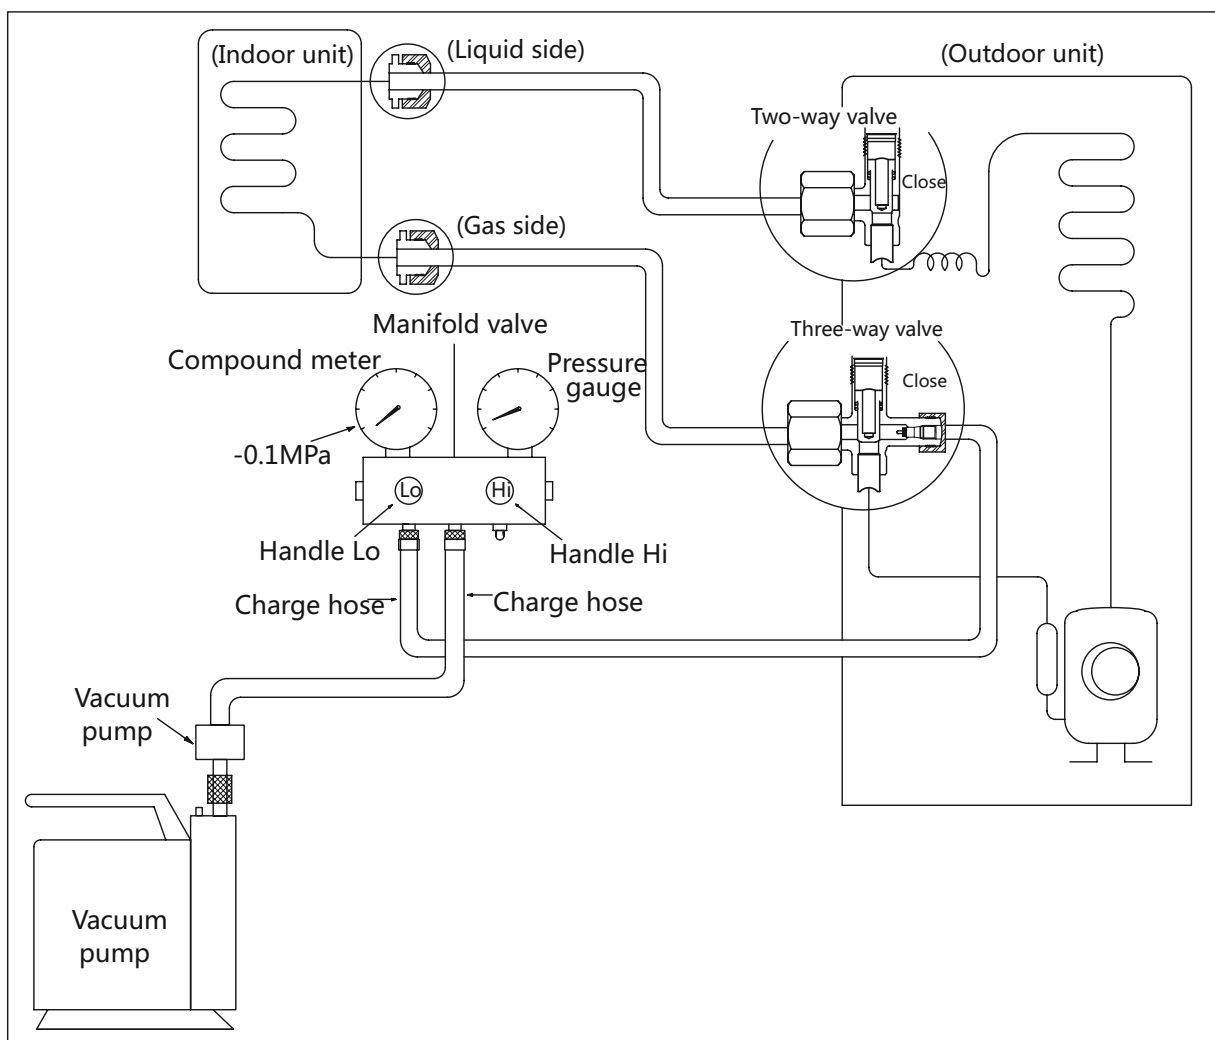 (Indoor unit)
(Liquid side)
(Outdoor unit)
Two-way valve
Close
(Gas side)
Manifold valve
Three-way valve
Compound meter
Pressure
gauge
Close
-0.1MPa
Lo
Hi
Handle Lo
Handle Hi
Charge hose
Charge hose
Vacuum
pump
Vacuum
pump